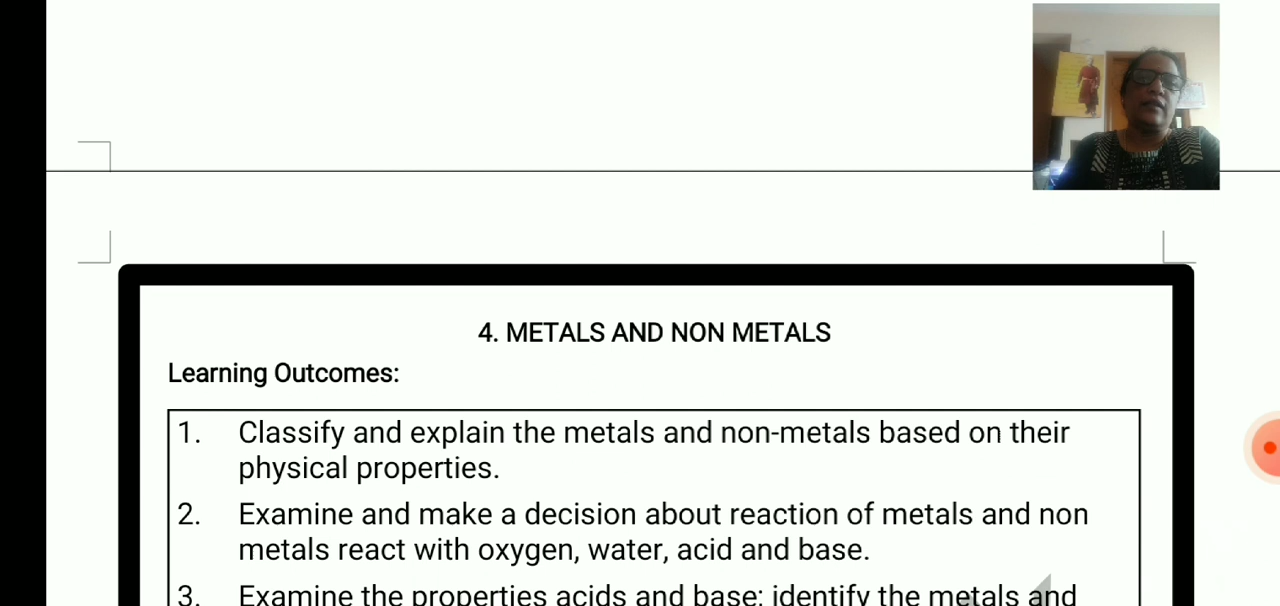 4. METALS AND NON METALS
Learning Outcomes:
1. Classify and explain the metals and non-metals based on their
physical properties.
2. Examine and make a decision about reaction of metals and non
metals react with oxygen, water, acid and base.
3. Examine the properties acids and base; identify the metals and